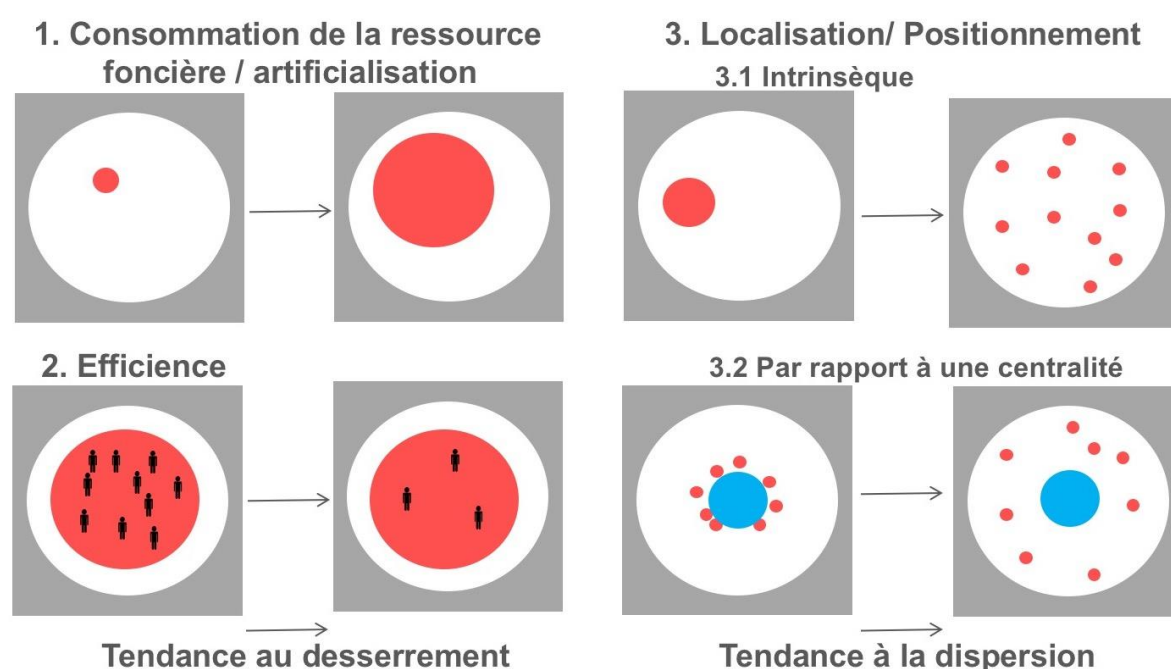 1. Consommation de la ressource
foncière / artificialisation
2. Efficience
Tendance au desserrement
3. Localisation/ Positionnement
3.1 Intrinsèque
3.2 Par rapport à une centralité
Tendance à la dispersion